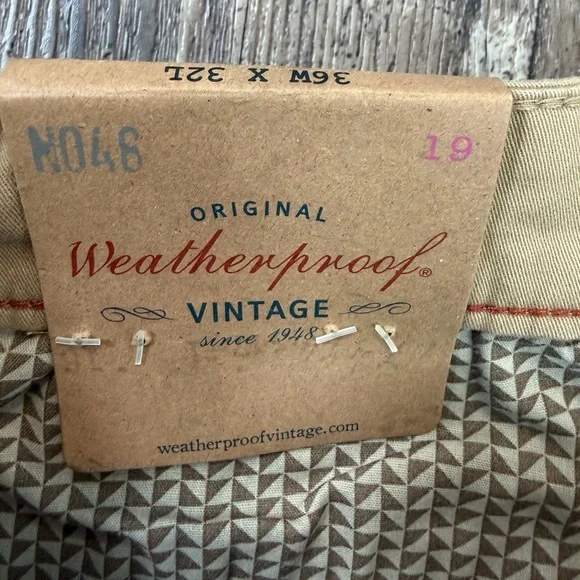 36W X 32L
N046 19
ORIGINAL
Weatherproof®
VINTAGE
since 1948
weatherproofvintage.com